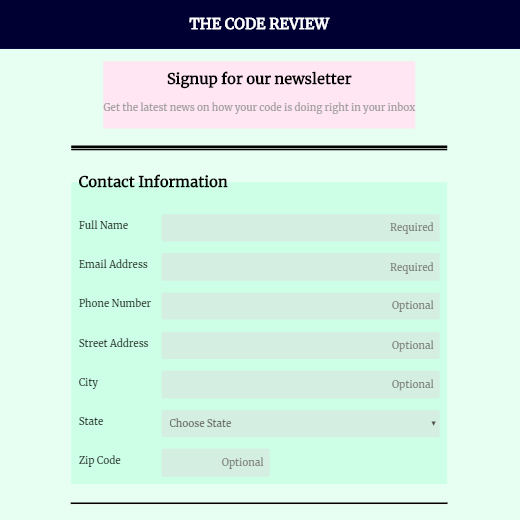 THE CODE REVIEW
Signup for our newsletter
Get the latest news on how your code is doing right in your inbox
Contact Information
Full Name Required
Email Address Required
Phone Number Optional
Street Address Optional
City Optional
State Choose State
Zip Code Optional